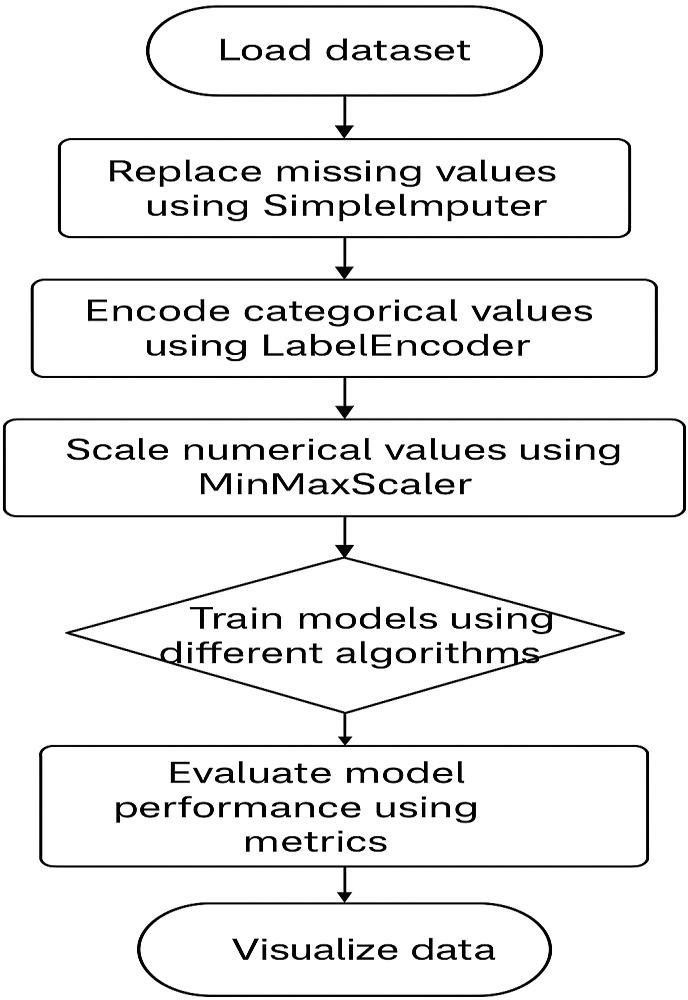 Load dataset
Replace missing values
using SimpleImputer
Encode categorical values
using LabelEncoder
Scale numerical values using
MinMaxScaler
Train models using
different algorithms
Evaluate model
performance using
metrics
Visualize data